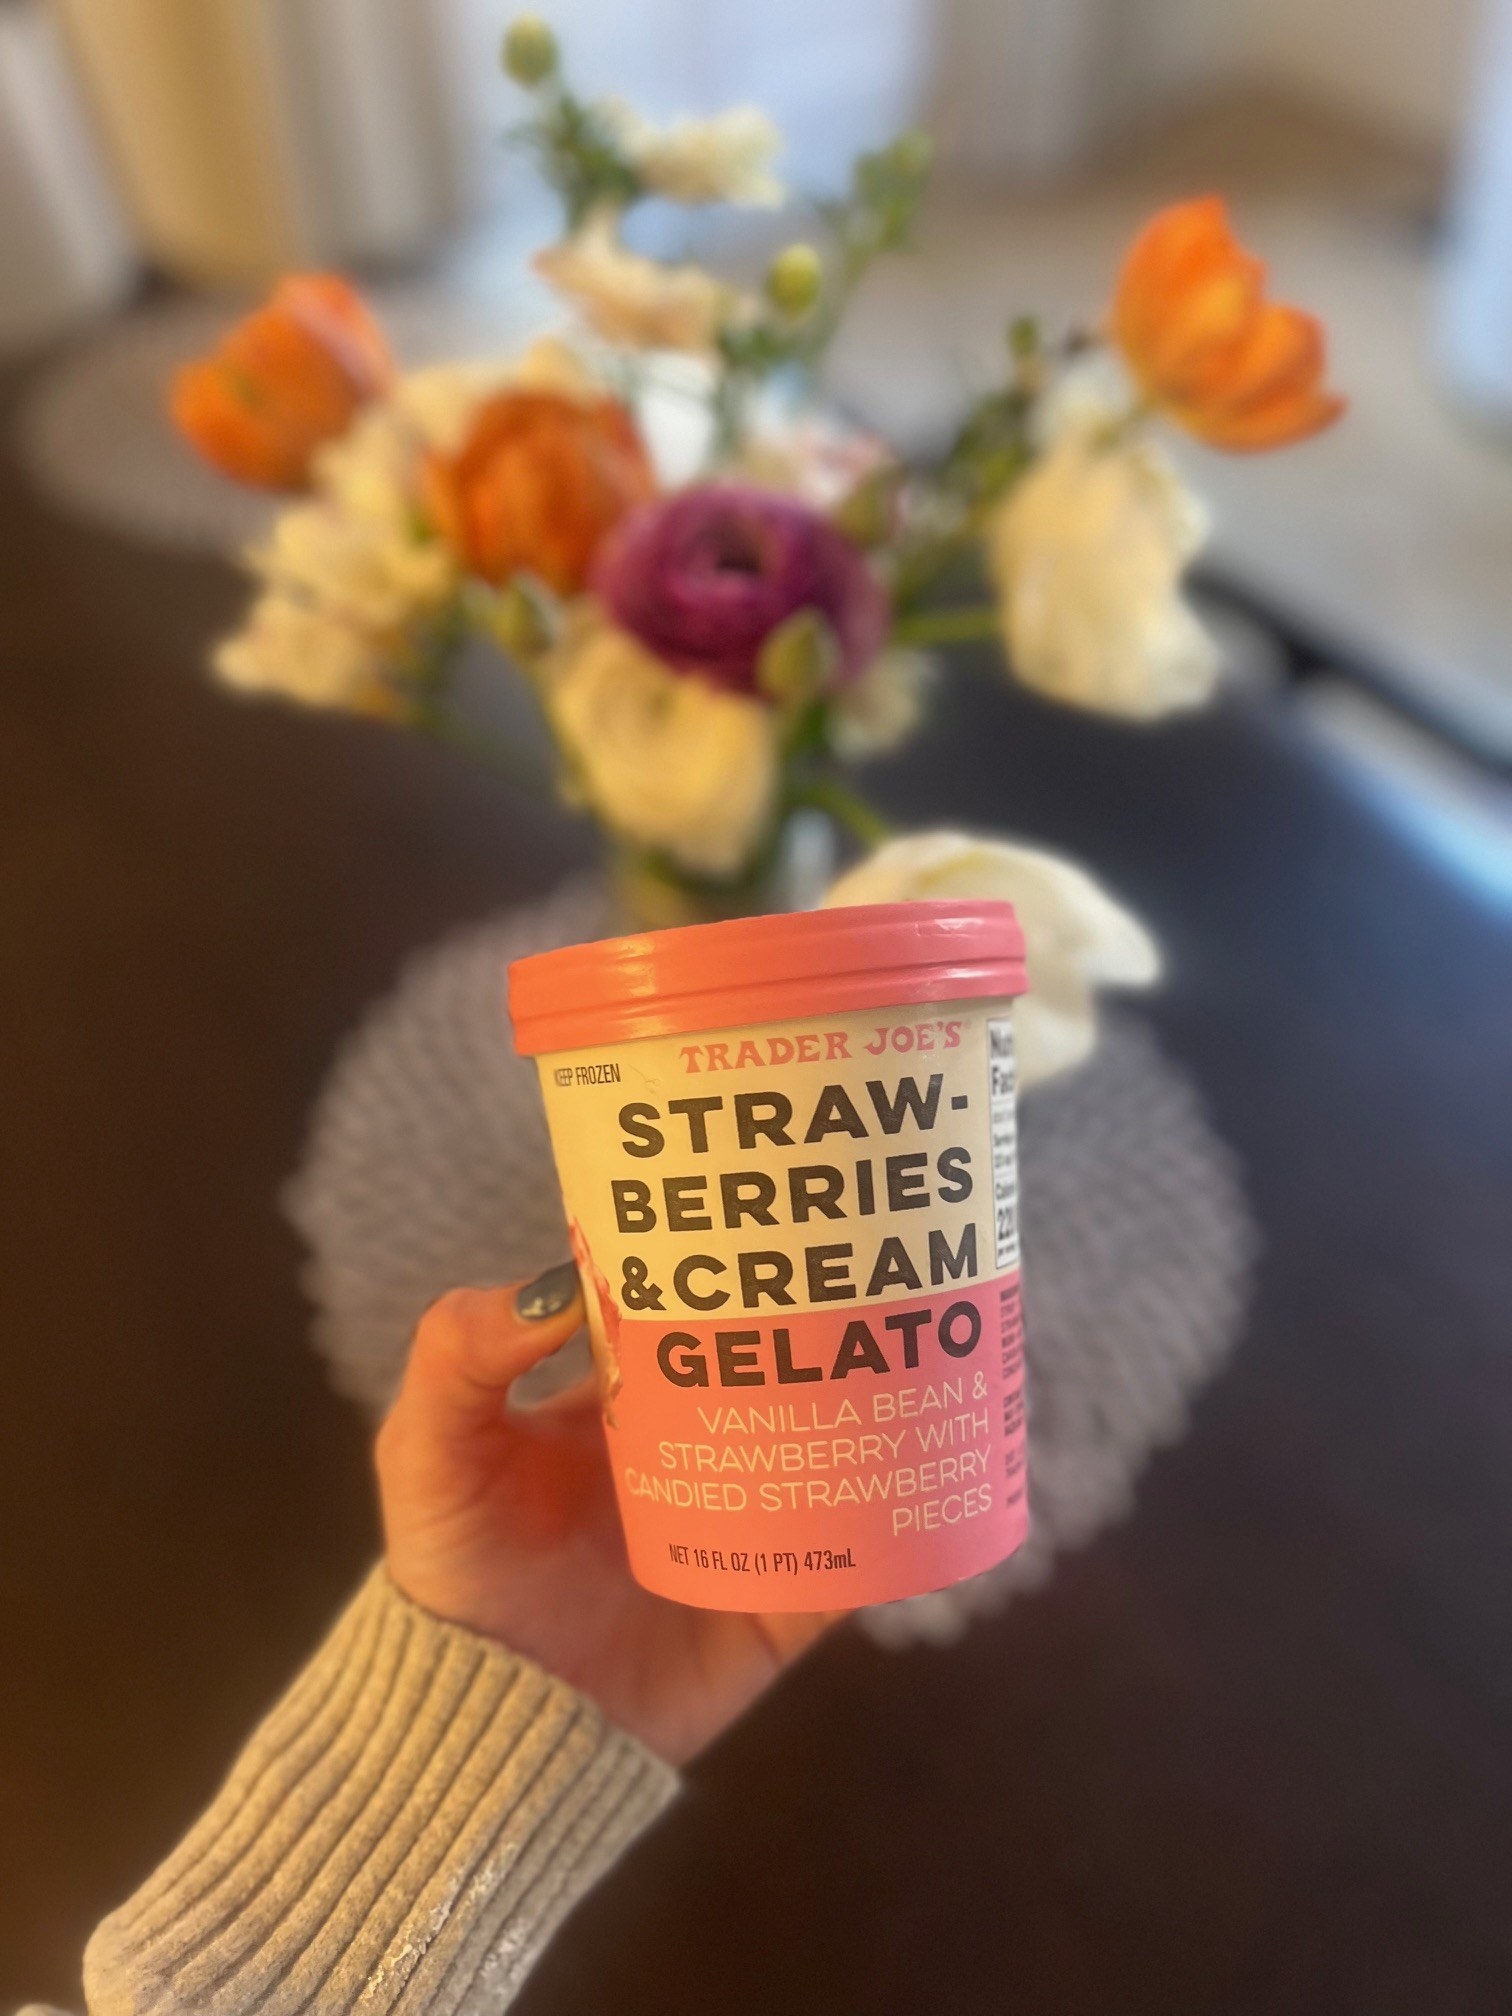 TRADER JOE'S
KEEP FROZEN
STRAW-
BERRIES
&CREAM
GELATO
VANILLA BEAN &
STRAWBERRY WITH
CANDIED STRAWBERRY
PIECES
NET 16 FL OZ (1 PT) 473mL